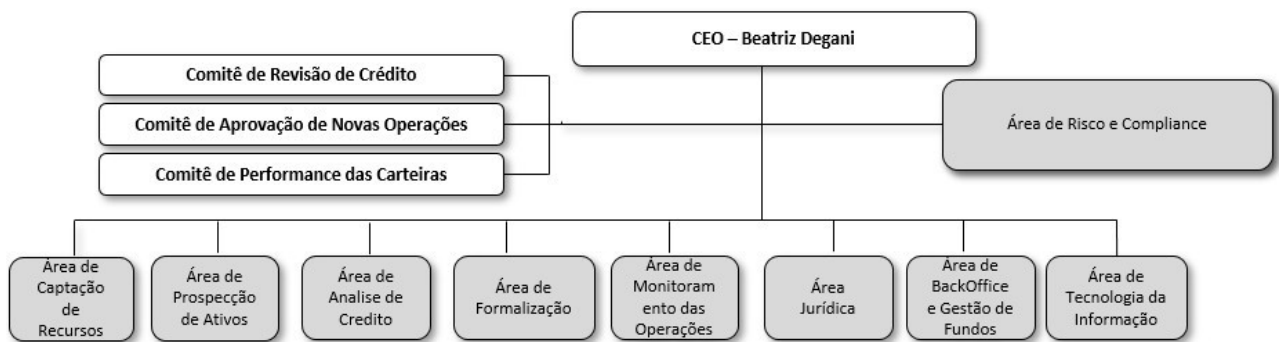 CEO – Beatriz Degani
Comitê de Revisão de Crédito
Comitê de Aprovação de Novas Operações
Comitê de Performance das Carteiras
Área de Risco e Compliance
Área de
Captação
de
Recursos
Área de
Prospecção
de Ativos
Área de
Analise de
Credito
Área de
Formalização
Área de
Monitoram
ento das
Operações
Área
Jurídica
Área de
BackOffice
e Gestão de
Fundos
Área de
Tecnologia da
Informação